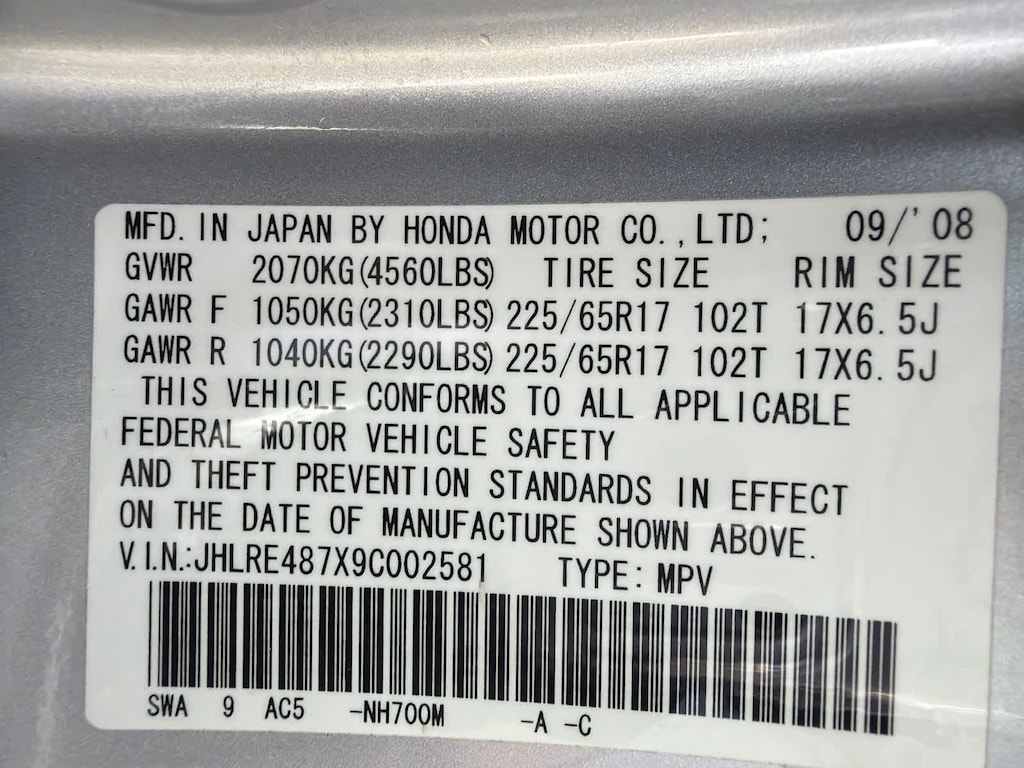 MFD. IN JAPAN BY HONDA MOTOR CO., LTD; 09/'08
GVWR 2070KG(4560LBS) TIRE SIZE RIM SIZE
GAWR F 1050KG(2310LBS) 225/65R17 102T 17X6.5J
GAWR R 1040KG(2290LBS) 225/65R17 102T 17X6.5J
THIS VEHICLE CONFORMS TO ALL APPLICABLE
FEDERAL MOTOR VEHICLE SAFETY
AND THEFT PREVENTION STANDARDS IN EFFECT
ON THE DATE OF MANUFACTURE SHOWN ABOVE.
V.I.N.:JHLRE487X9C002581 TYPE: MPV
SWA 9 AC5 -NH700M -A -C